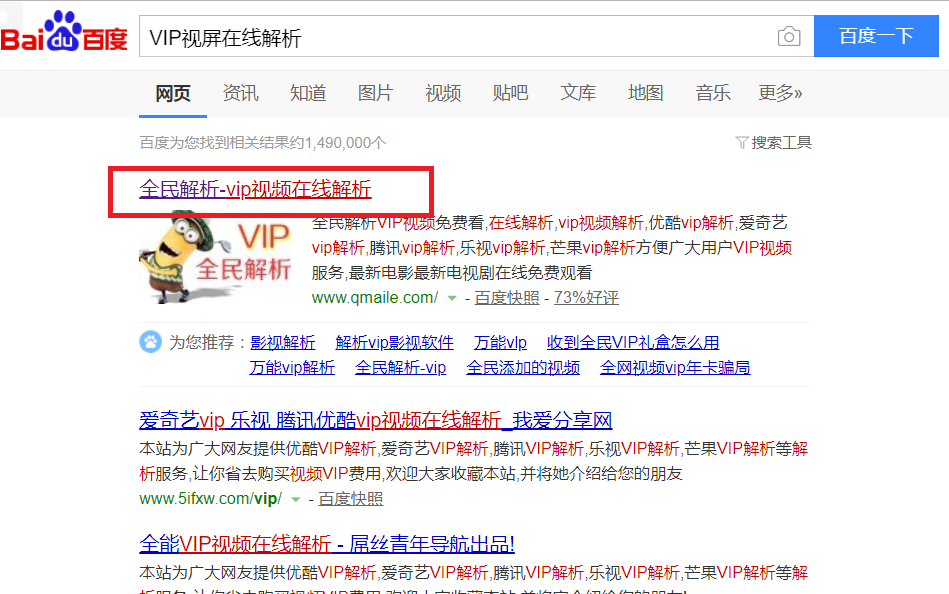 Bai du 百度
VIP视屏在线解析
百度一下
网页 资讯 知道 图片 视频 贴吧 文库 地图 音乐 更多»
百度为您找到相关结果约1,490,000个
搜索工具
全民解析-vip视频在线解析
VIP
全民解析
全民解析VIP视频免费看,在线解析,vip视频解析,优酷vip解析,爱奇艺
vip解析,腾讯vip解析,乐视vip解析,芒果vip解析方便广大用户VIP视频
服务,最新电影最新电视剧在线免费观看
www.qmaile.com/ - 百度快照 - 73%好评
为您推荐：影视解析 解析vip影视软件 万能vlp 收到全民VIP礼盒怎么用
万能vip解析 全民解析-vip 全民添加的视频 全网视频vip年卡骗局
爱奇艺vip 乐视 腾讯优酷vip视频在线解析_我爱分享网
本站为广大网友提供优酷VIP解析,爱奇艺VIP解析,腾讯VIP解析,乐视VIP解析,芒果VIP解析等解
析服务,让你省去购买视频VIP费用,欢迎大家收藏本站,并将她介绍给您的朋友
www.5ifxw.com/vip/ - 百度快照
全能VIP视频在线解析 - 屌丝青年导航出品!
本站为广大网友提供优酷VIP解析,爱奇艺VIP解析,腾讯VIP解析,乐视VIP解析,芒果VIP解析等解